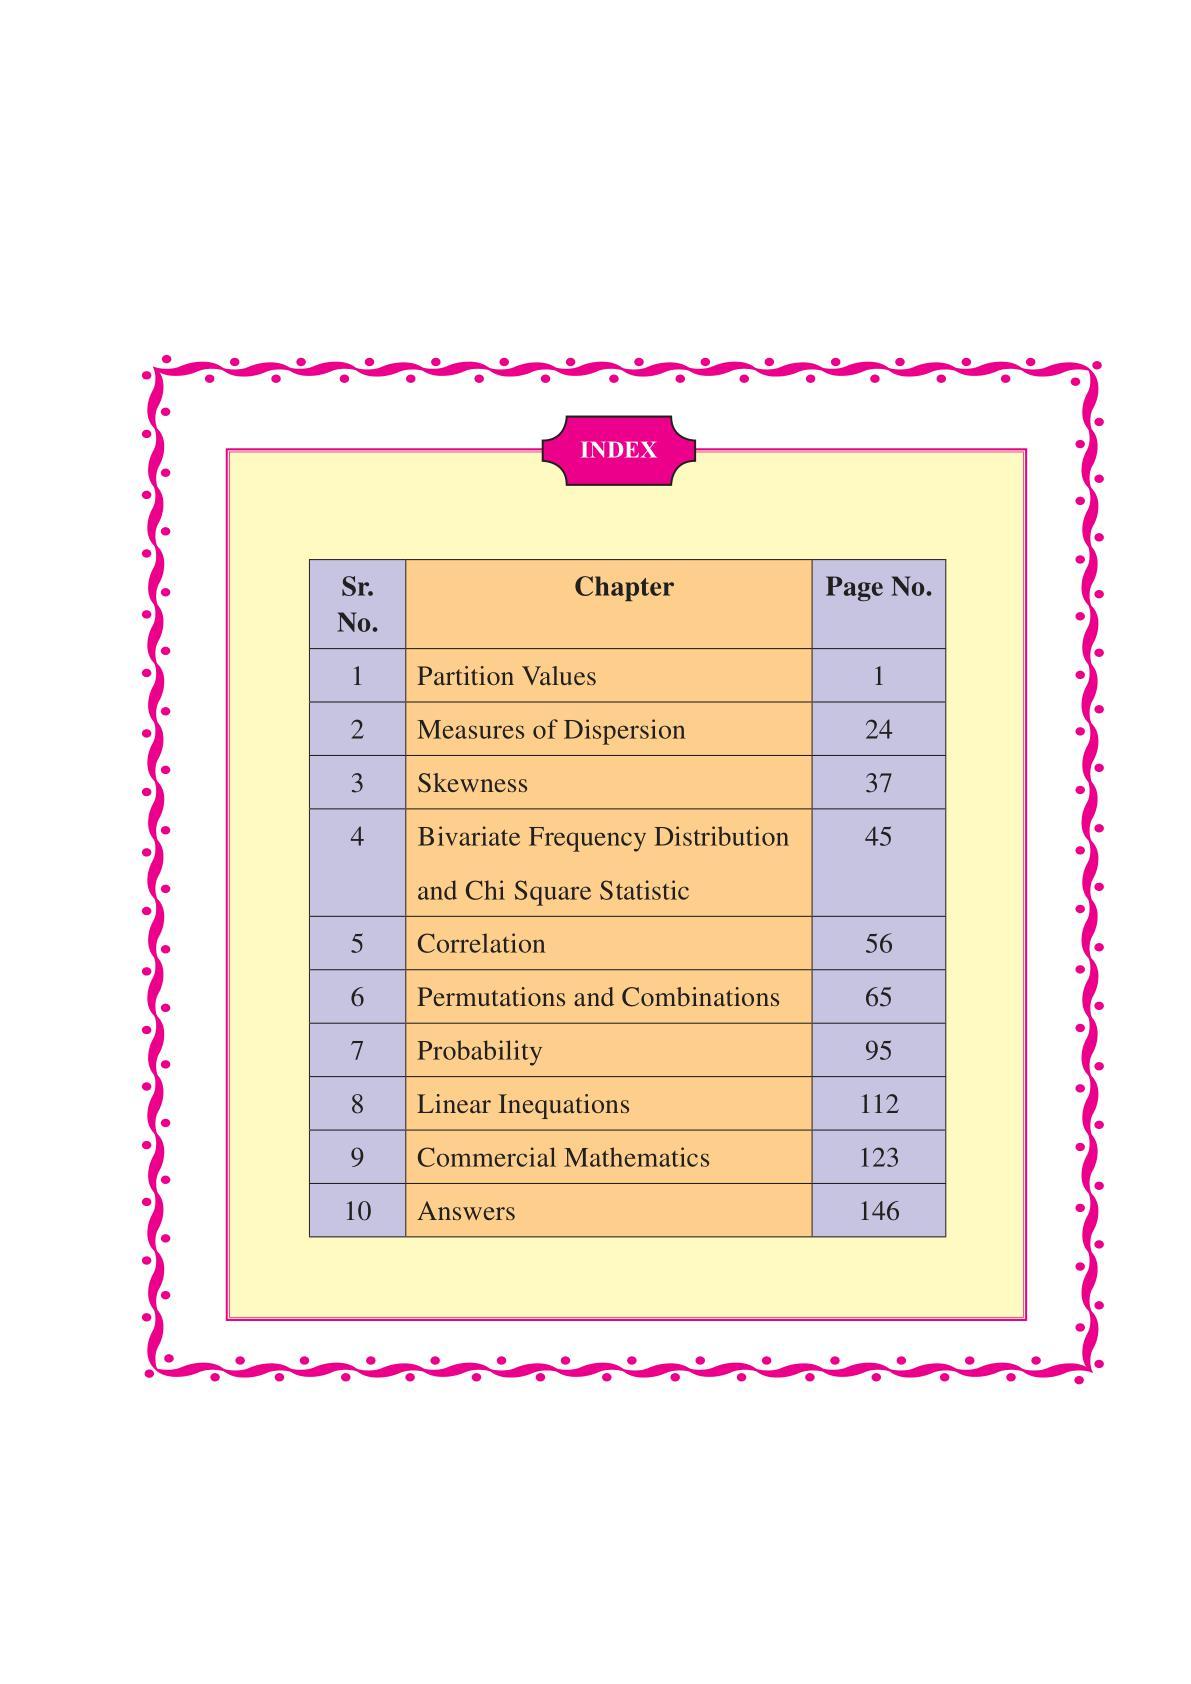 INDEX
Sr. No. Chapter Page No.
1 Partition Values 1
2 Measures of Dispersion 24
3 Skewness 37
4 Bivariate Frequency Distribution 45
and Chi Square Statistic
5 Correlation 56
6 Permutations and Combinations 65
7 Probability 95
8 Linear Inequations 112
9 Commercial Mathematics 123
10 Answers 146